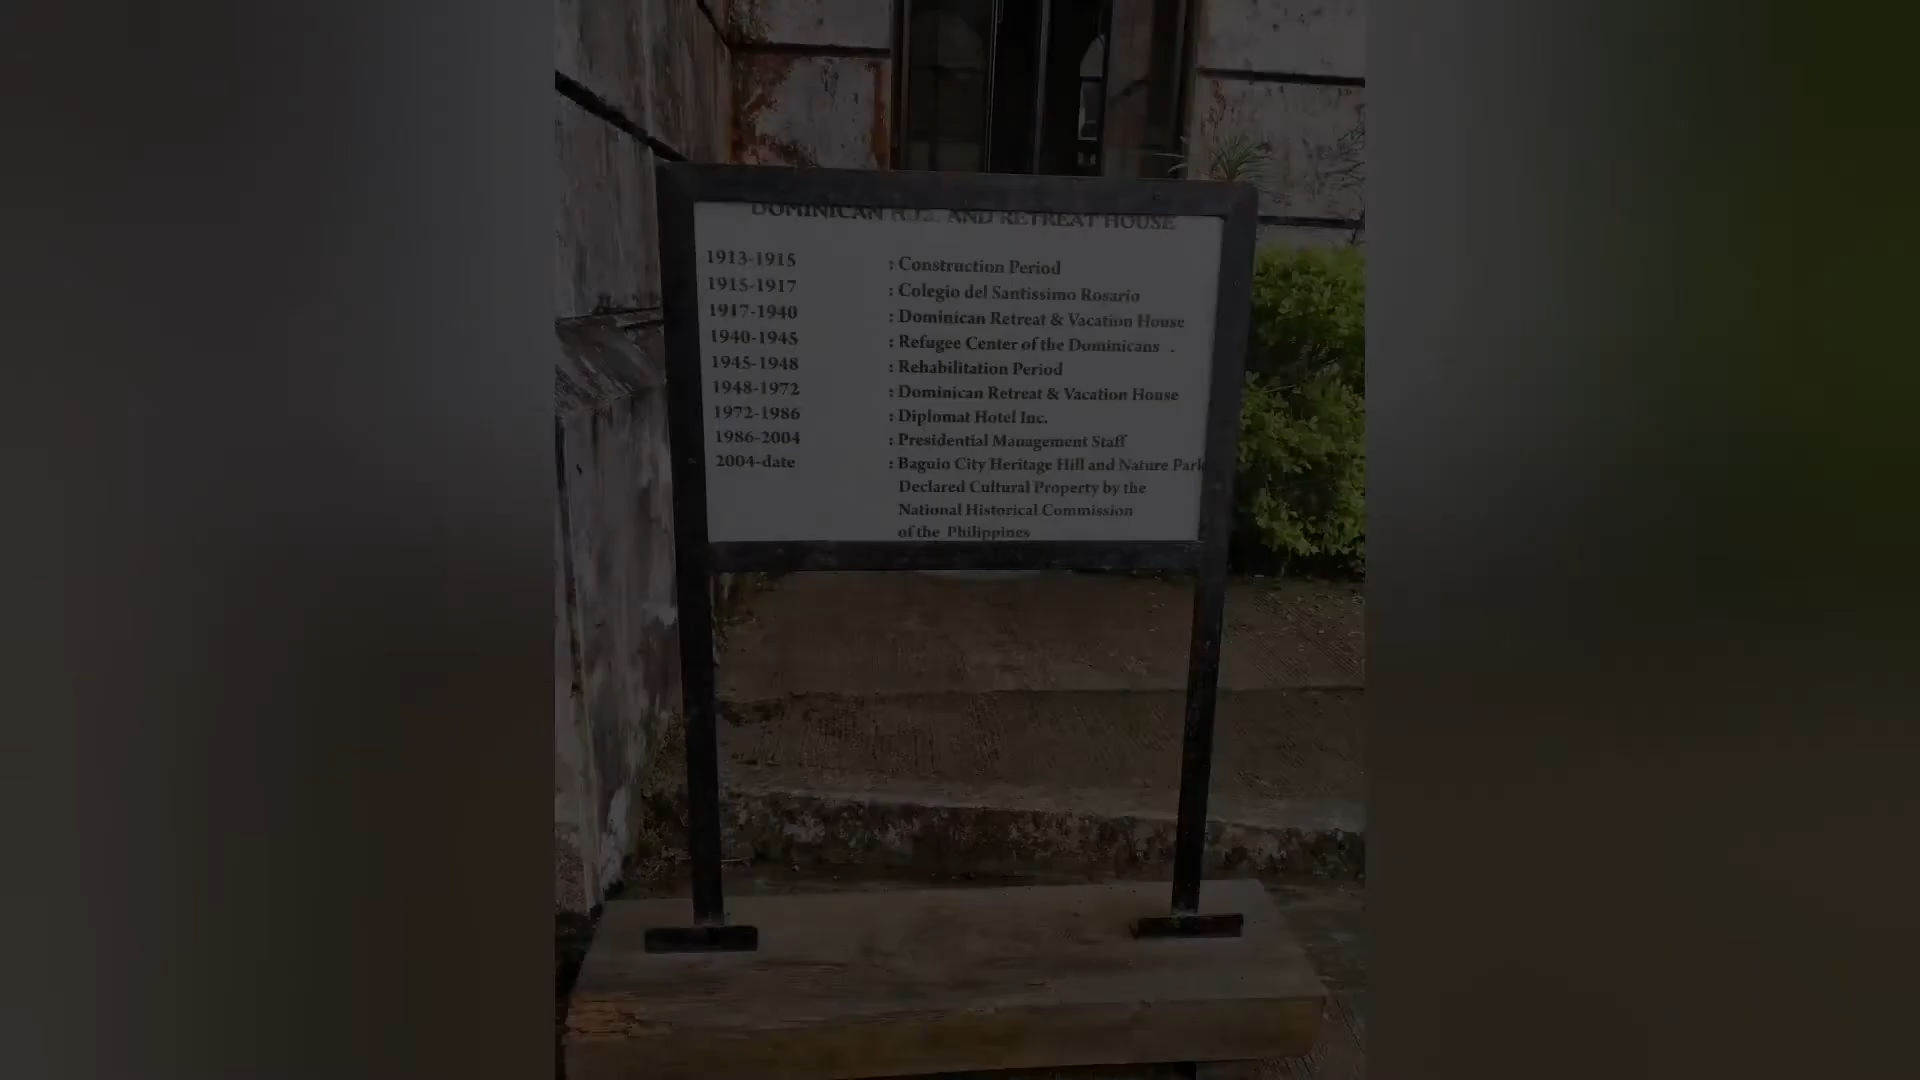 DOMINICAN HILL AND RETREAT HOUSE
1913-1915 : Construction Period
1915-1917 : Colegio del Santissimo Rosario
1917-1940 : Dominican Retreat & Vacation House
1940-1945 : Refugee Center of the Dominicans .
1945-1948 : Rehabilitation Period
1948-1972 : Dominican Retreat & Vacation House
1972-1986 : Diplomat Hotel Inc.
1986-2004 : Presidential Management Staff
2004-date : Baguio City Heritage Hill and Nature Park
Declared Cultural Property by the
National Historical Commission
of the Philippines